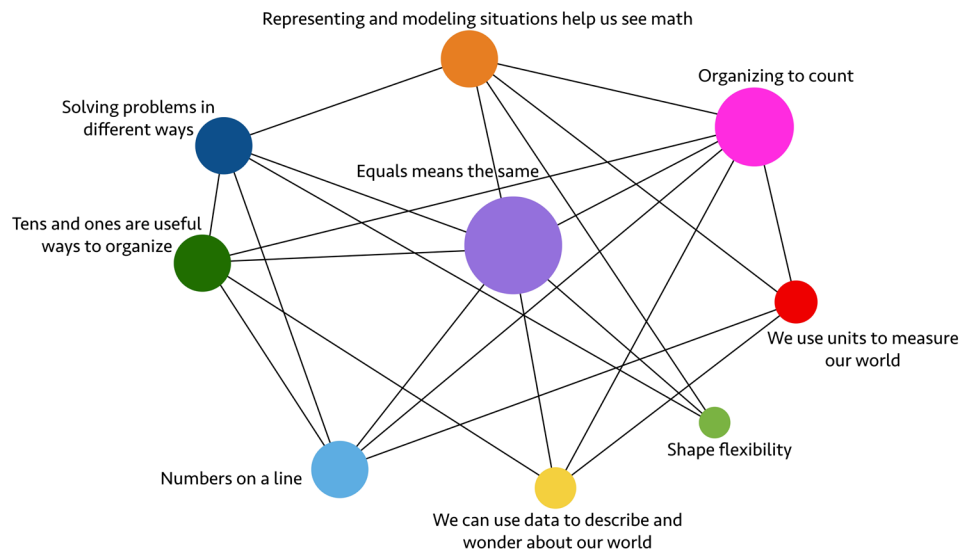 Representing and modeling situations help us see math
Organizing to count
Solving problems in
different ways
Equals means the same
Tens and ones are useful
ways to organize
We use units to measure
our world
Shape flexibility
Numbers on a line
We can use data to describe and
wonder about our world